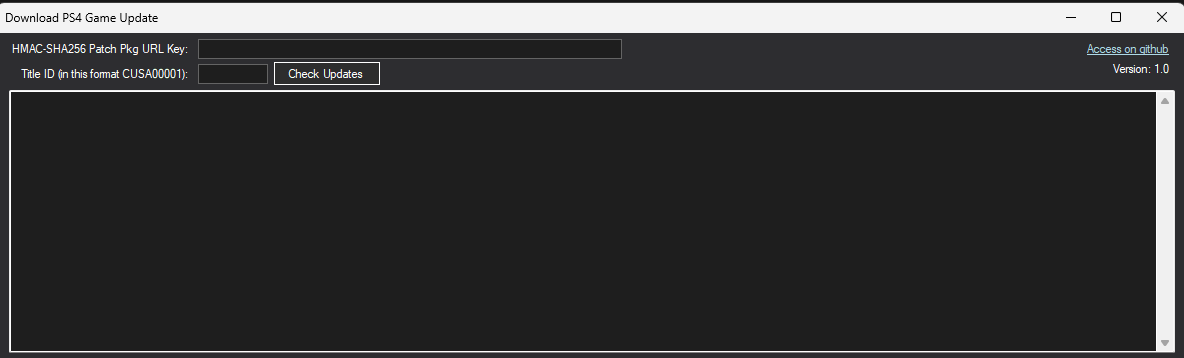 Download PS4 Game Update
HMAC-SHA256 Patch Pkg URL Key:
Access on github
Title ID (in this format CUSA00001):
Check Updates
Version: 1.0